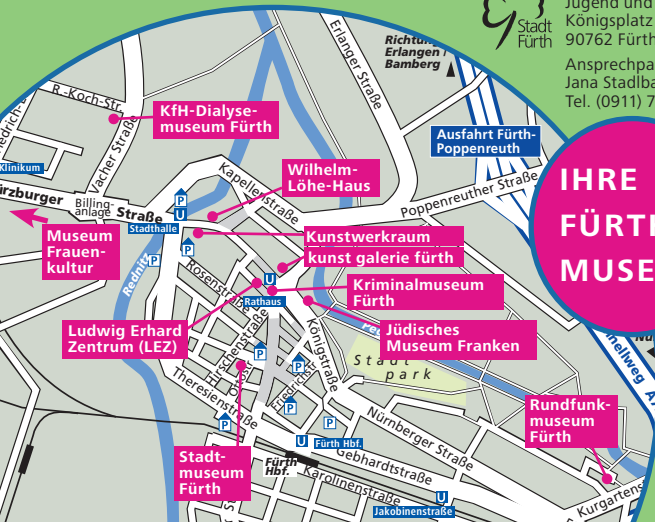 Stadt
Fürth
Jugend und
Königsplatz
90762 Fürth
Ansprechpa
Jana Stadlba
Tel. (0911) 7
IHRE
FÜRTH
MUSE
Richtung
Erlangen /
Bamberg
Erlanger Straße
Ausfahrt Fürth-
Poppenreuth
R.-Koch-Str.
KfH-Dialyse-
museum Fürth
Vacher Straße
Klinikum
Wilhelm-
Löhe-Haus
Kapellenstraße
Poppenreuther Straße
rzburger
Billing-
anlage
Straße
P
U
Stadthalle
P
P
Museum
Frauen-
kultur
Kunstwerkraum
kunst galerie fürth
Rednitz
Rosenstraße
U
Rathaus
Kriminalmuseum
Fürth
Ludwig Erhard
Zentrum (LEZ)
Jüdisches
Museum Franken
Hirschenstraße
Königstraße
Stadt
park
nellweg A
P
P
Theresienstraße
Ottostr.
Friedrichstr.
P
P
P
Nürnberger Straße
Rundfunk-
museum
Fürth
U
Fürth Hbf.
Fürth
Hbf.
Gebhardtstraße
Karolinenstraße
Stadt-
museum
Fürth
U
Jakobinenstraße
Kurgartens